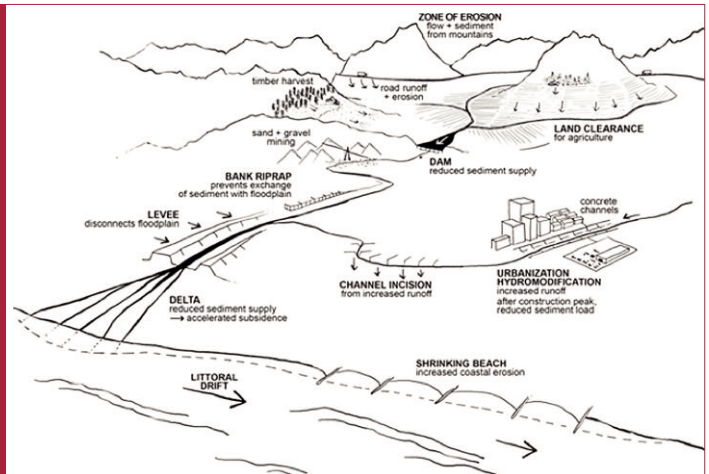 ZONE OF EROSION
flow + sediment
from mountains
timber harvest
road runoff
+ erosion
sand + gravel
mining
LAND CLEARANCE
for agriculture
DAM
reduced sediment supply
BANK RIPRAP
prevents exchange
of sediment with floodplain
LEVEE
disconnects floodplain
concrete
channels
CHANNEL INCISION
from increased runoff
URBANIZATION
HYDROMODIFICATION
increased runoff
after construction peak,
reduced sediment load
DELTA
reduced sediment supply
→ accelerated subsidence
SHRINKING BEACH
increased coastal erosion
LITTORAL
DRIFT